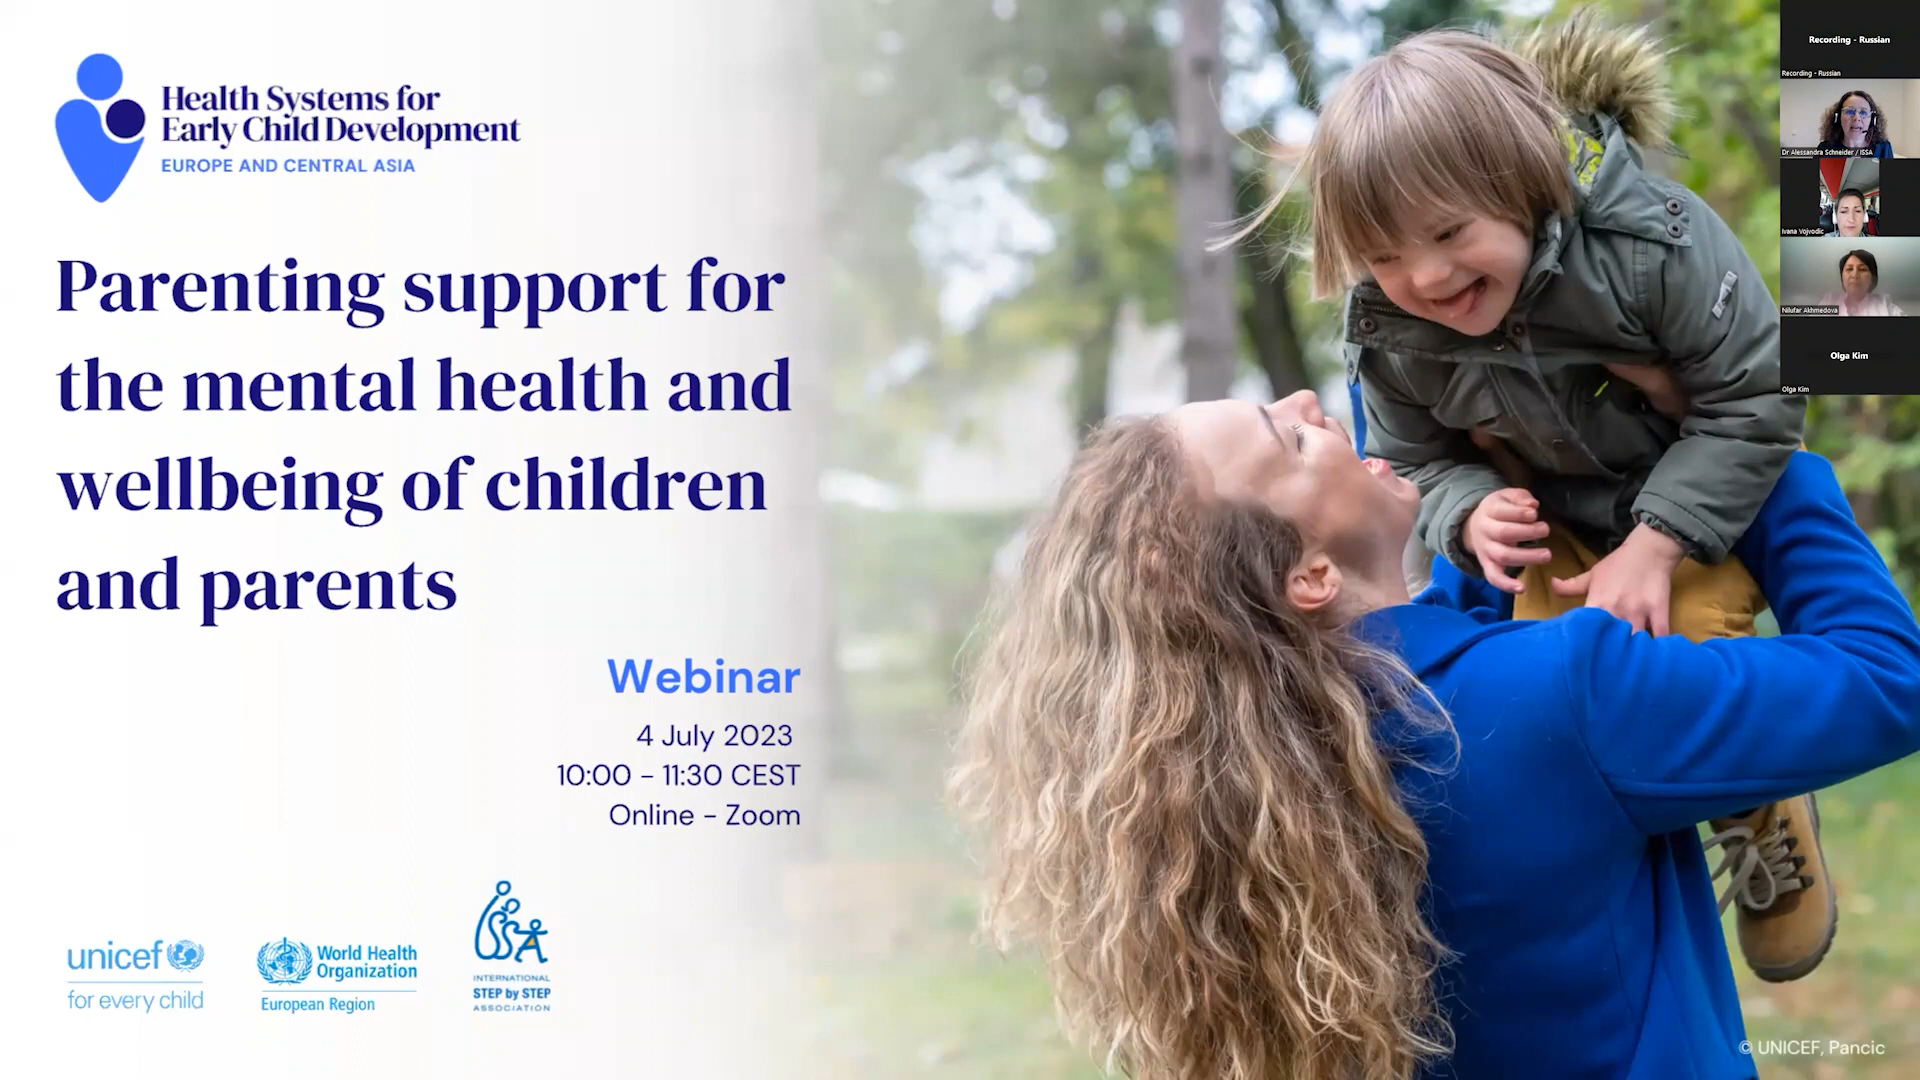 Health Systems for
Early Child Development
EUROPE AND CENTRAL ASIA
Parenting support for
the mental health and
wellbeing of children
and parents
Webinar
4 July 2023
10:00 - 11:30 CEST
Online - Zoom
unicef
for every child
World Health
Organization
European Region
ISSA
INTERNATIONAL
STEP by STEP
ASSOCIATION
Recording - Russian
Recording - Russian
Dr Alessandra Schneider / ISSA
Ivana Vojvodic
Nilufar Akhmedova
Olga Kim
Olga Kim
© UNICEF, Pancic